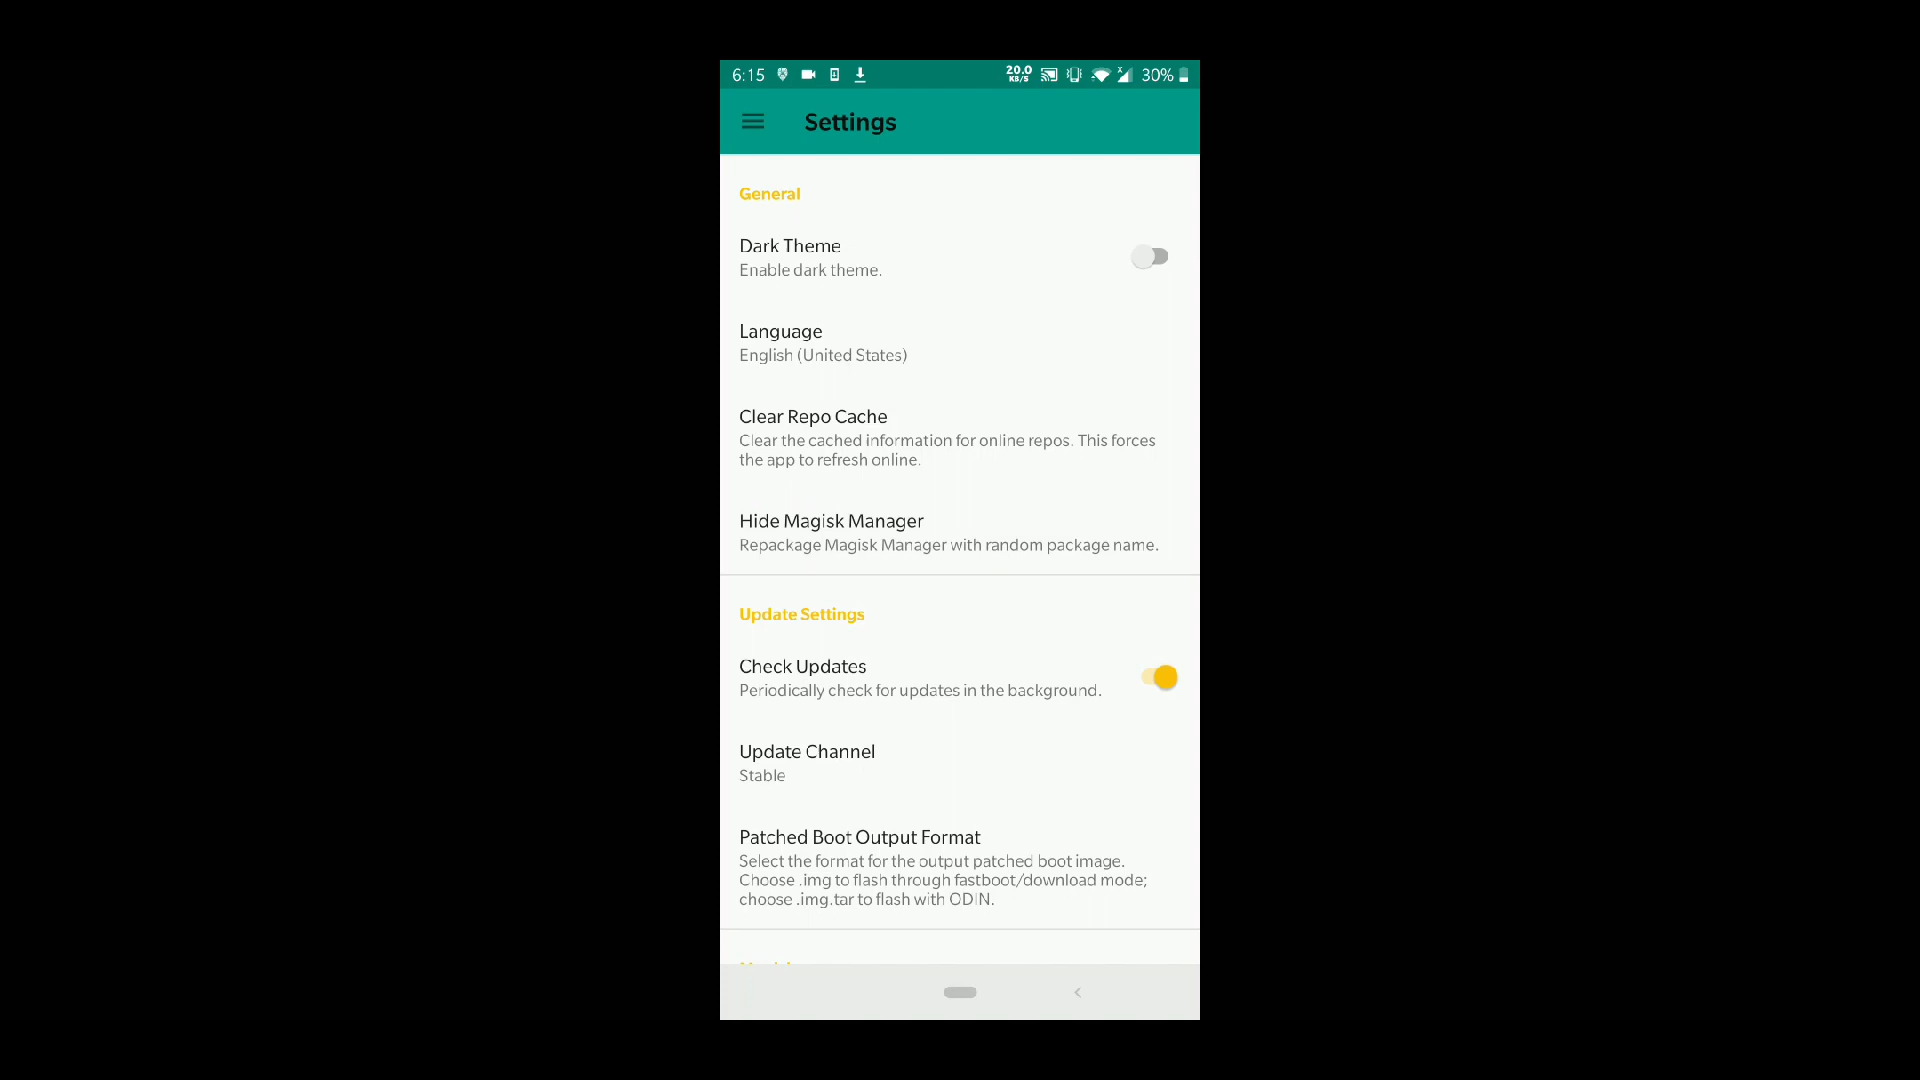 6:15 20.0 KB/S 30%
Settings
General
Dark Theme
Enable dark theme.
Language
English (United States)
Clear Repo Cache
Clear the cached information for online repos. This forces
the app to refresh online.
Hide Magisk Manager
Repackage Magisk Manager with random package name.
Update Settings
Check Updates
Periodically check for updates in the background.
Update Channel
Stable
Patched Boot Output Format
Select the format for the output patched boot image.
Choose .img to flash through fastboot/download mode;
choose .img.tar to flash with ODIN.